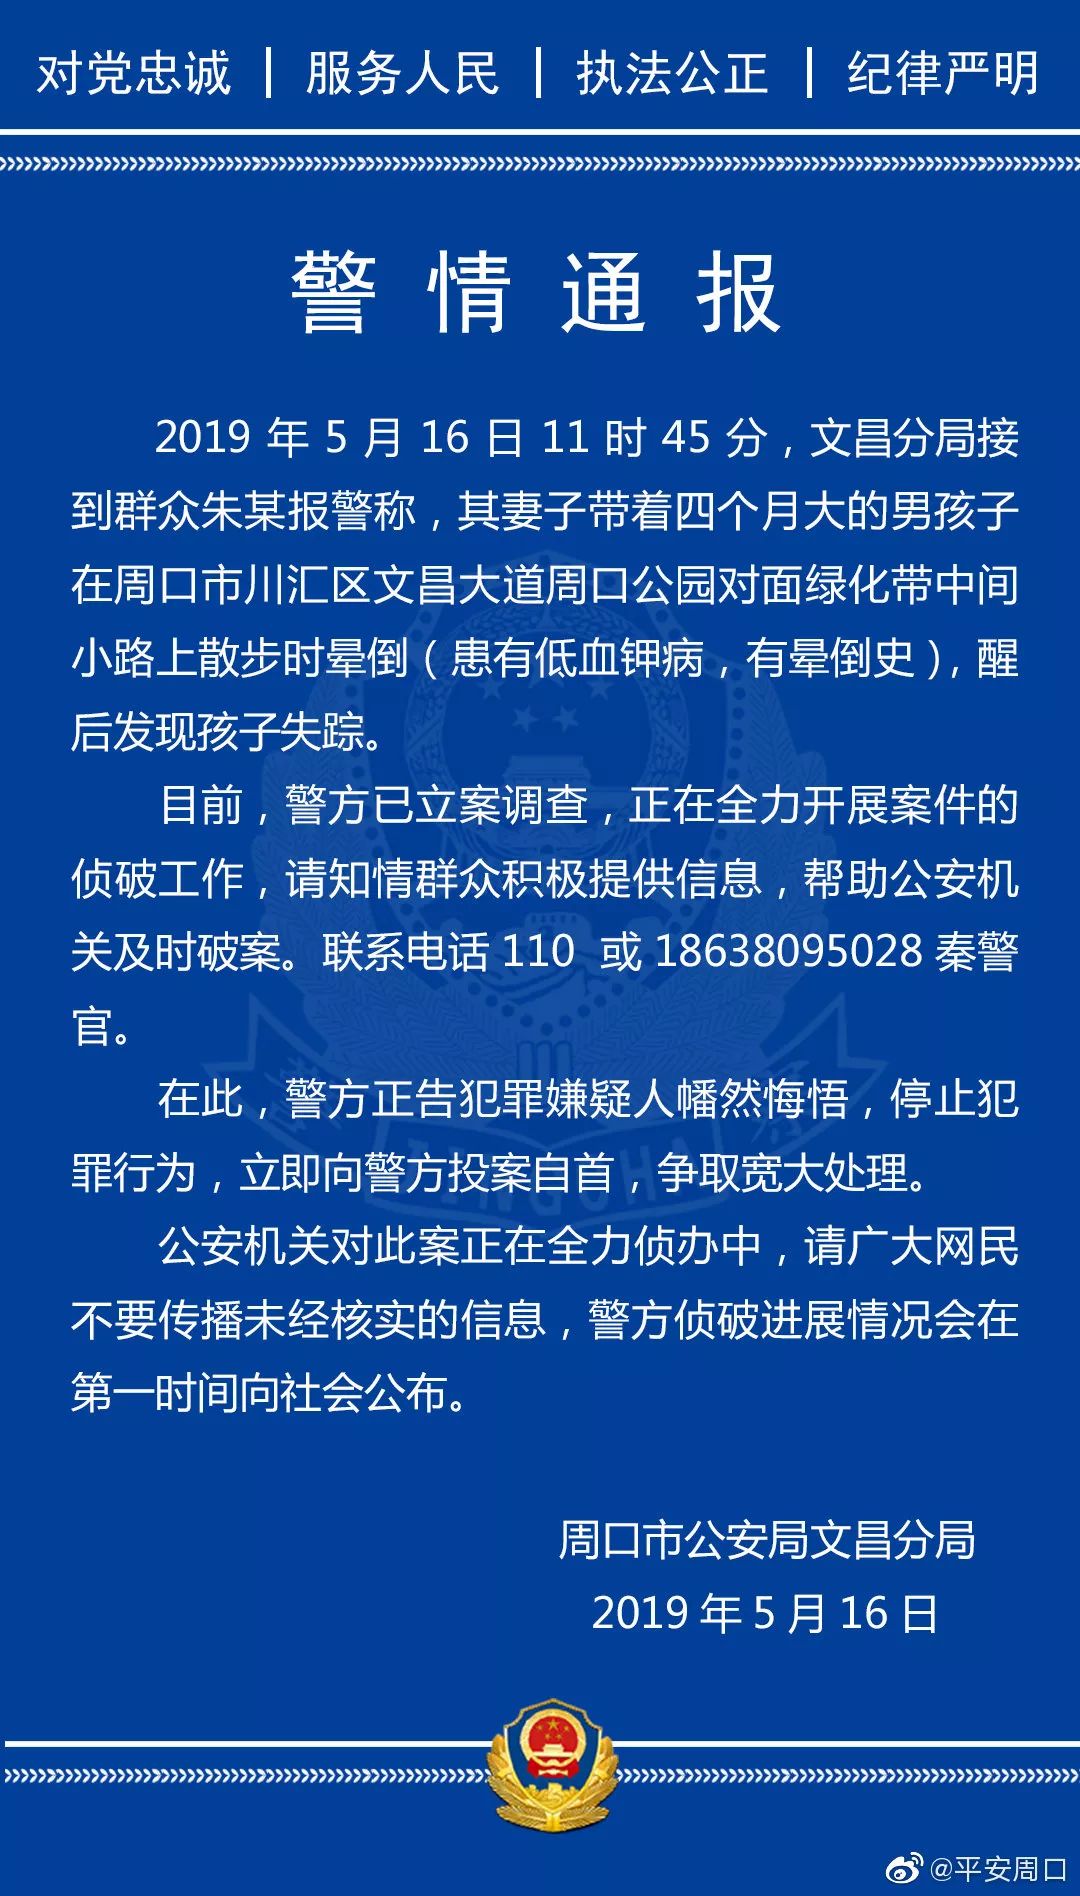 对党忠诚 | 服务人民 | 执法公正 | 纪律严明
警情通报
2019 年 5 月 16 日 11 时 45 分，文昌分局接
到群众朱某报警称，其妻子带着四个月大的男孩子
在周口市川汇区文昌大道周口公园对面绿化带中间
小路上散步时晕倒（患有低血钾病，有晕倒史），醒
后发现孩子失踪。
目前，警方已立案调查，正在全力开展案件的
侦破工作，请知情群众积极提供信息，帮助公安机
关及时破案。联系电话 110 或 18638095028 秦警
官。
在此，警方正告犯罪嫌疑人幡然悔悟，停止犯
罪行为，立即向警方投案自首，争取宽大处理。
公安机关对此案正在全力侦办中，请广大网民
不要传播未经核实的信息，警方侦破进展情况会在
第一时间向社会公布。
周口市公安局文昌分局
2019 年 5 月 16 日
@平安周口